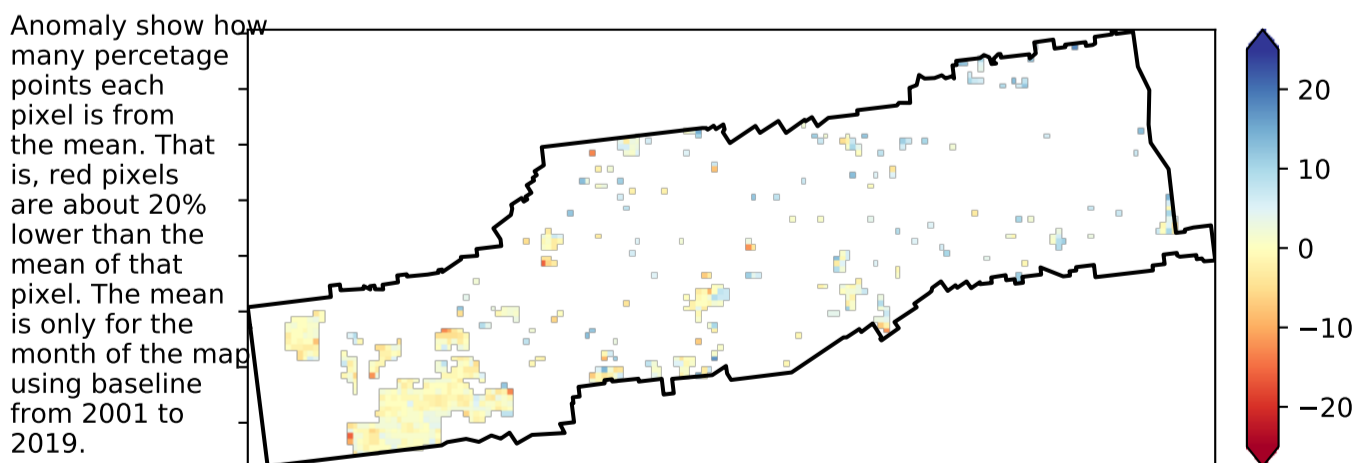 Anomaly show how
many percetage
points each
pixel is from
the mean. That
is, red pixels
are about 20%
lower than the
mean of that
pixel. The mean
is only for the
month of the map
using baseline
from 2001 to
2019.
20
10
0
−10
−20